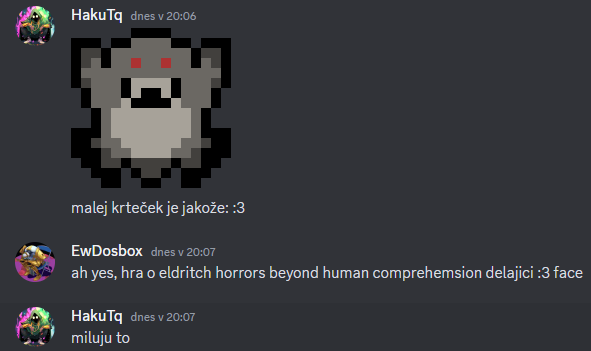 HakuTq dnes v 20:06
malej krteček je jakože: :3
EwDosbox dnes v 20:07
ah yes, hra o eldritch horrors beyond human comprehemsion delajici :3 face
HakuTq dnes v 20:07
miluju to